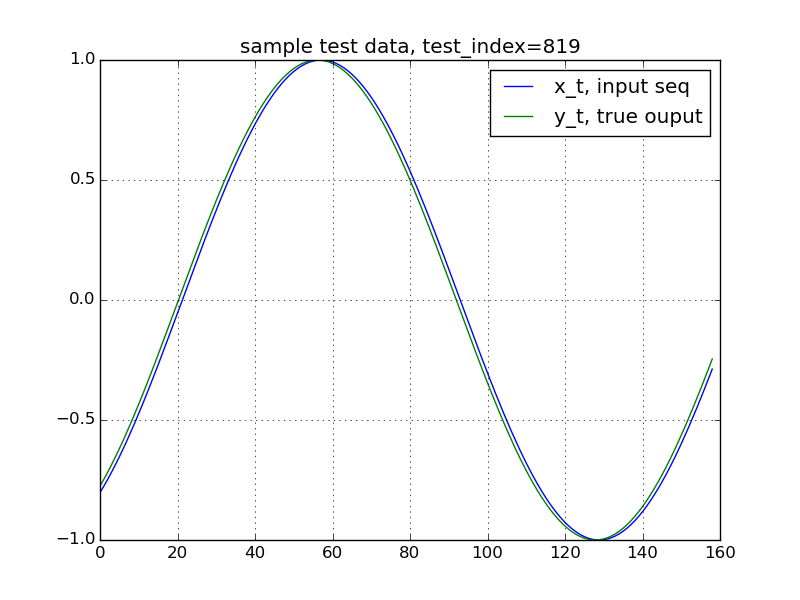 sample test data, test_index=819
x_t, input seq
y_t, true ouput
1.0
0.5
0.0
−0.5
−1.0
0 20 40 60 80 100 120 140 160